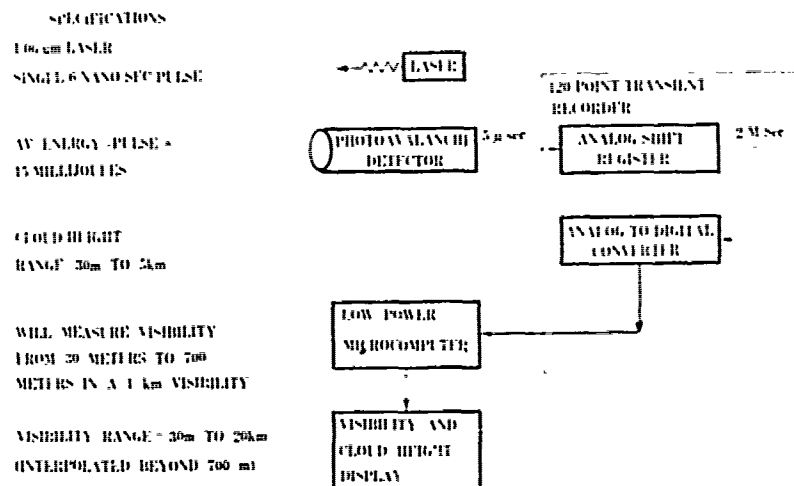 SPECIFICATIONS
1.06 um LASER
SINGLE 6 NANO SEC PULSE
AV ENERGY -PULSE =
15 MILLIJOULES
CLOUD HEIGHT
RANGE 30m TO 5km
WILL MEASURE VISIBILITY
FROM 30 METERS TO 700
METERS IN A 1 km VISIBILITY
VISIBILITY RANGE = 30m TO 20km
(INTERPOLATED BEYOND 700 m)
LASER
120 POINT TRANSIENT
RECORDER
PHOTOAVALANCHE
DETECTOR
5 μ sec
ANALOG SHIFT
REGISTER
2 M Sec
ANALOG TO DIGITAL
CONVERTER
LOW POWER
MICROCOMPUTER
VISIBILITY AND
CLOUD HEIGHT
DISPLAY